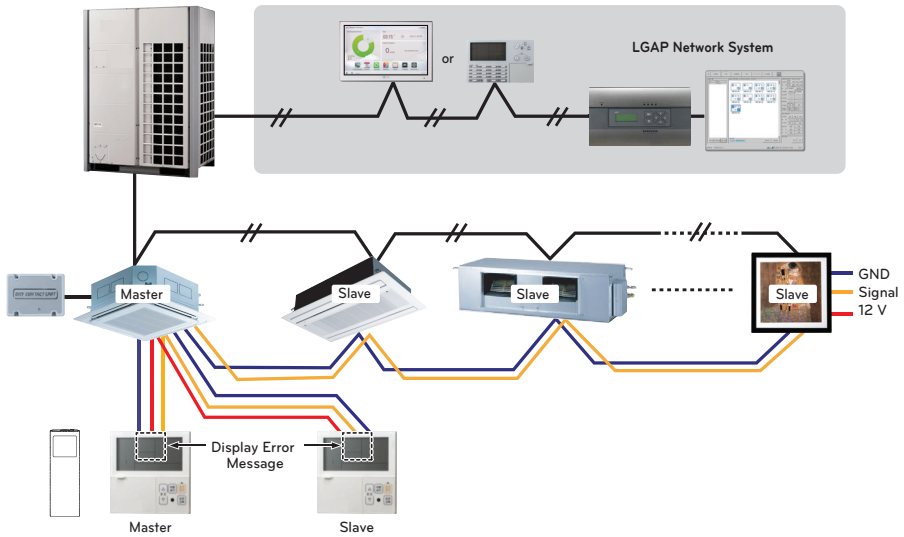 or
LGAP Network System
Master
Slave
Slave
Slave
GND
Signal
12 V
Display Error
Message
Master
Slave